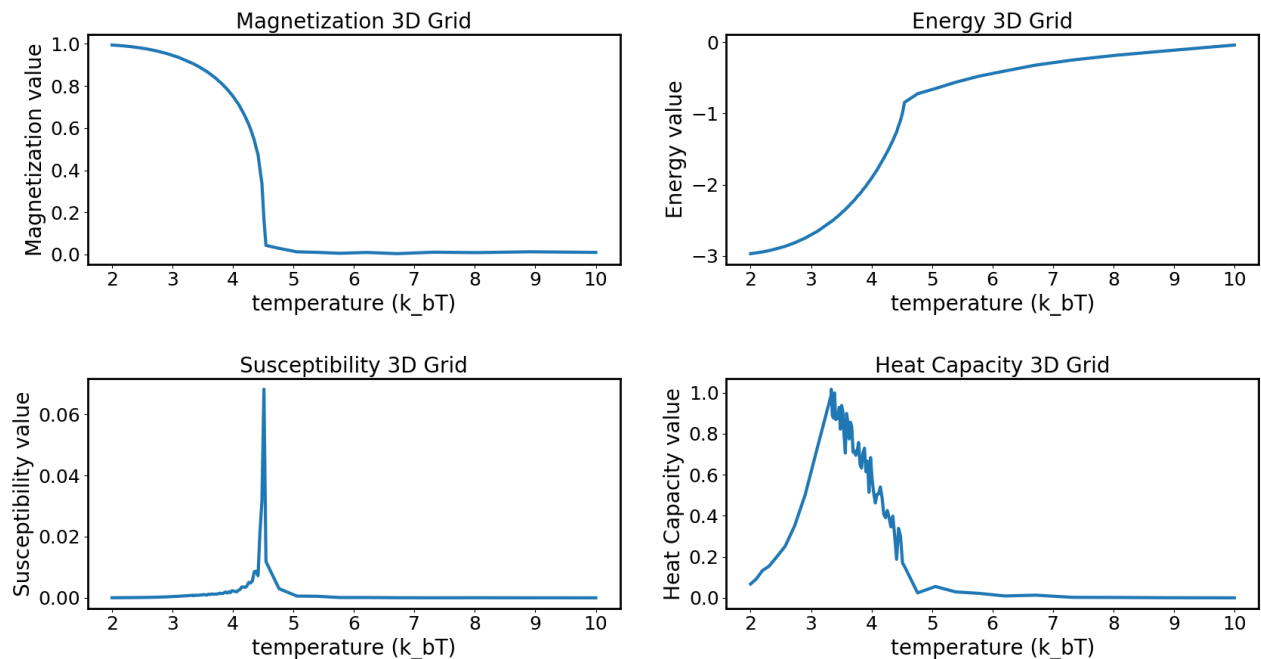 Magnetization 3D Grid
Magnetization value
1.0
0.8
0.6
0.4
0.2
0.0
2 3 4 5 6 7 8 9 10
temperature (k_bT)
Energy 3D Grid
Energy value
0
−1
−2
−3
2 3 4 5 6 7 8 9 10
temperature (k_bT)
Susceptibility 3D Grid
Susceptibility value
0.06
0.04
0.02
0.00
2 3 4 5 6 7 8 9 10
temperature (k_bT)
Heat Capacity 3D Grid
Heat Capacity value
1.0
0.8
0.6
0.4
0.2
0.0
2 3 4 5 6 7 8 9 10
temperature (k_bT)